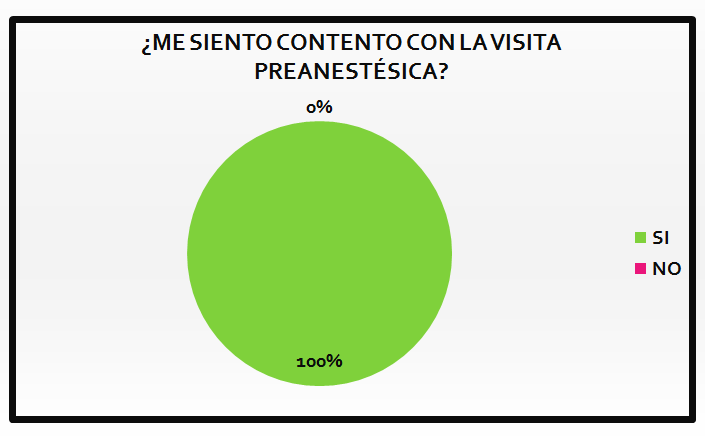 ¿ME SIENTO CONTENTO CON LA VISITA
PREANESTÉSICA?
0%
100%
SI
NO